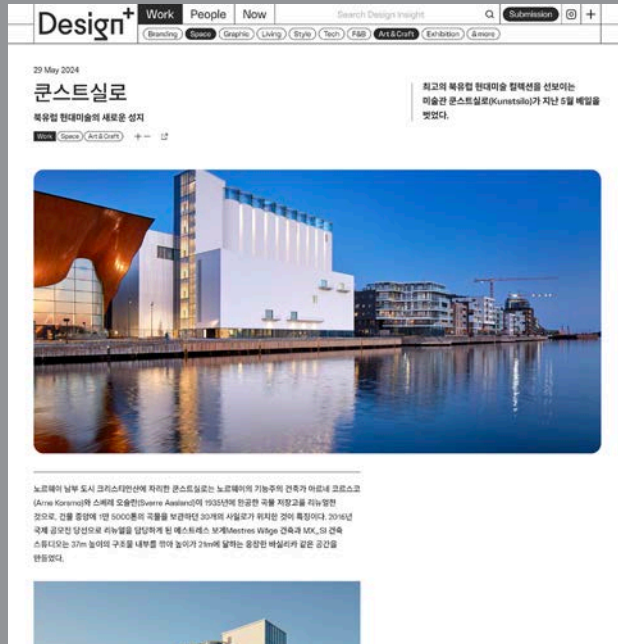 Design+
Work People Now Search Design Insight Submission
Branding Space Graphic Living Style Tech F&B Art&Craft Exhibition &more
29 May 2024
쿤스트실로
북유럽 현대미술의 새로운 성지
Work Space Art&Craft
최고의 북유럽 현대미술 컬렉션을 선보이는
미술관 쿤스트실로(Kunstsilo)가 지난 5월 베일을
벗었다.
노르웨이 남부 도시 크리스티안산에 자리한 쿤스트실로는 노르웨이의 기능주의 건축가 아르네 코르스모
(Arne Korsmo)와 스베레 오슬란(Sverre Aasland)이 1935년에 완공한 곡물 저장고를 리뉴얼한
것으로, 건물 중앙에 1만 5000톤의 곡물을 보관하던 30개의 사일로가 위치한 것이 특징이다. 2016년
국제 공모전 당선으로 리뉴얼을 담당하게 된 메스트레스 보게Mestres Wåge 건축과 MX_SI 건축
스튜디오는 37m 높이의 구조물 내부를 깎아 높이가 21m에 달하는 웅장한 바실리카 같은 공간을
만들었다.